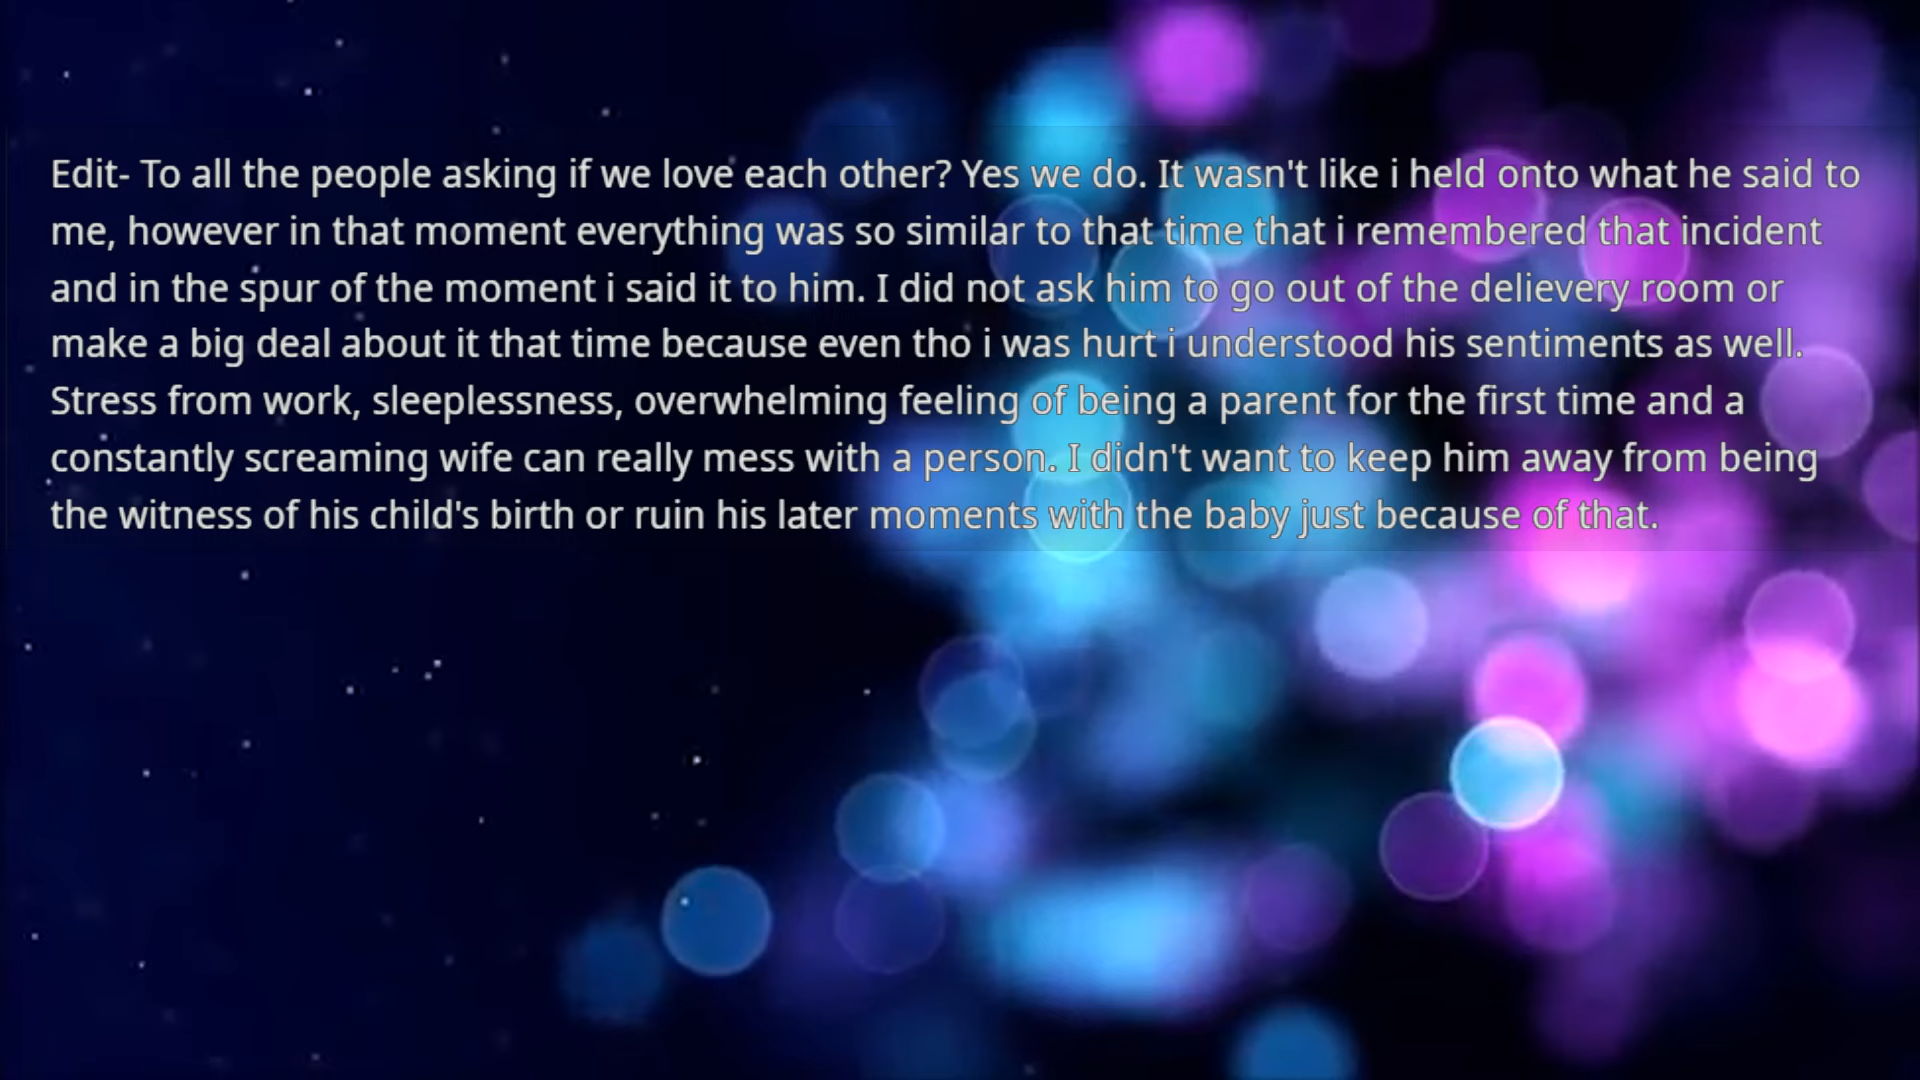 Edit- To all the people asking if we love each other? Yes we do. It wasn't like i held onto what he said to
me, however in that moment everything was so similar to that time that i remembered that incident
and in the spur of the moment i said it to him. I did not ask him to go out of the delievery room or
make a big deal about it that time because even tho i was hurt i understood his sentiments as well.
Stress from work, sleeplessness, overwhelming feeling of being a parent for the first time and a
constantly screaming wife can really mess with a person. I didn't want to keep him away from being
the witness of his child's birth or ruin his later moments with the baby just because of that.